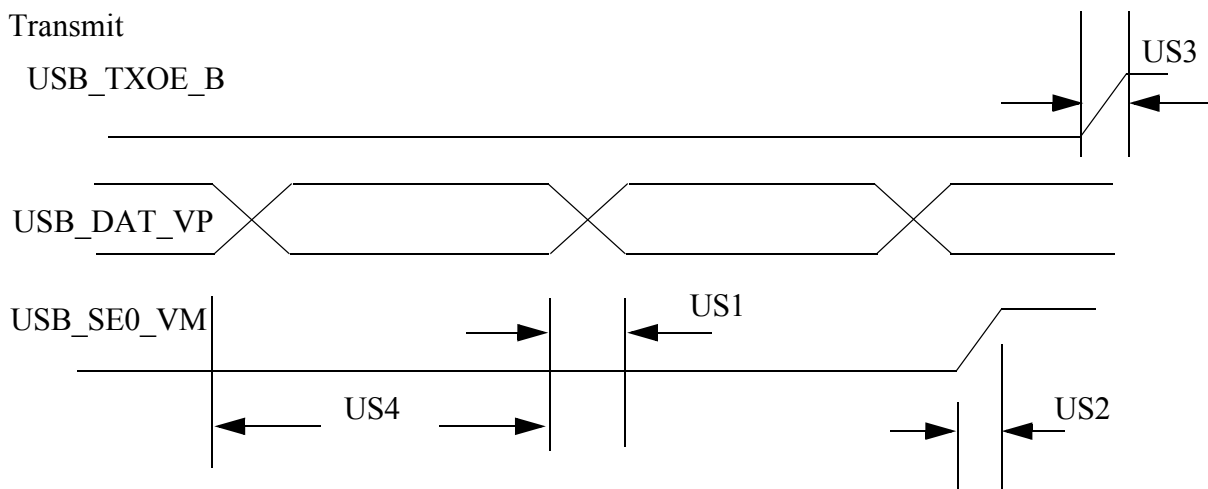 Transmit
US3
USB_TXOE_B
USB_DAT_VP
US1
USB_SE0_VM
US4
US2